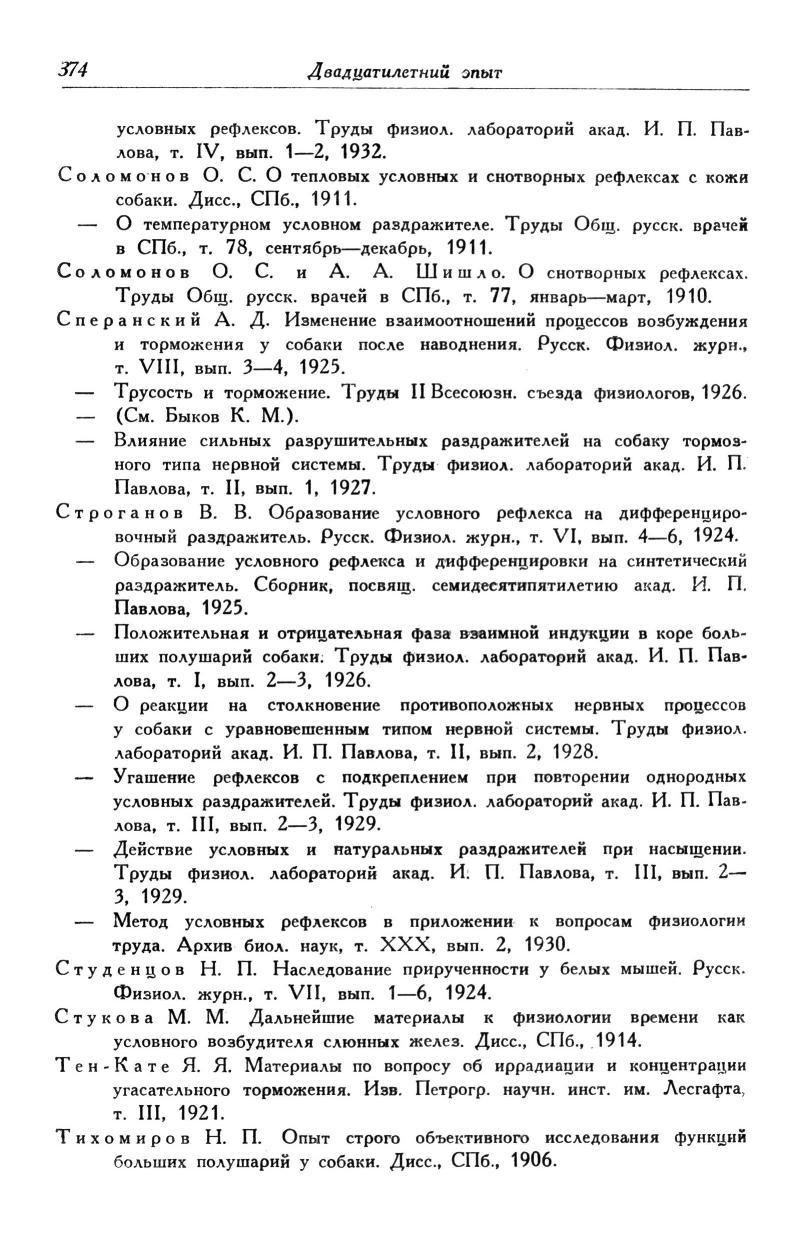 374
Двадцатилетний опыт
условных рефлексов. Труды физиол. лабораторий акад. И. П. Пав-
лова, т. IV, вып. 1—2, 1932.
Соломонов О. С. О тепловых условных и снотворных рефлексах с кожи
собаки. Дисс., СПб., 1911.
— О температурном условном раздражителе. Труды Общ. русск. врачей
в СПб., т. 78, сентябрь—декабрь, 1911.
Соломонов О. С. и А. А. Шишло. О снотворных рефлексах.
Труды Общ. русск. врачей в СПб., т. 77, январь—март, 1910.
Сперанский А. Д. Изменение взаимоотношений процессов возбуждения
и торможения у собаки после наводнения. Русск. Физиол. журн.,
т. VIII, вып. 3—4, 1925.
— Трусость и торможение. Труды II Всесоюзн. съезда физиологов, 1926.
— (См. Быков К. М.).
— Влияние сильных разрушительных раздражителей на собаку тормоз-
ного типа нервной системы. Труды физиол. лабораторий акад. И. П.
Павлова, т. II, вып. 1, 1927.
Строганов В. В. Образование условного рефлекса на дифференциро-
вочный раздражитель. Русск. Физиол. журн., т. VI, вып. 4—6, 1924.
— Образование условного рефлекса и дифференцировки на синтетический
раздражитель. Сборник, посвящ. семидесятипятилетию акад. И. П.
Павлова, 1925.
— Положительная и отрицательная фаза взаимной индукции в коре боль-
ших полушарий собаки. Труды физиол. лабораторий акад. И. П. Пав-
лова, т. I, вып. 2—3, 1926.
— О реакции на столкновение противоположных нервных процессов
у собаки с уравновешенным типом нервной системы. Труды физиол.
лабораторий акад. И. П. Павлова, т. II, вып. 2, 1928.
— Угашение рефлексов с подкреплением при повторении однородных
условных раздражителей. Труды физиол. лабораторий акад. И. П. Пав-
лова, т. III, вып. 2—3, 1929.
— Действие условных и натуральных раздражителей при насыщении.
Труды физиол. лабораторий акад. И. П. Павлова, т. III, вып. 2—
3, 1929.
— Метод условных рефлексов в приложении к вопросам физиологии
труда. Архив биол. наук, т. XXX, вып. 2, 1930.
Студенцов Н. П. Наследование прирученности у белых мышей. Русск.
Физиол. журн., т. VII, вып. 1—6, 1924.
Стукова М. М. Дальнейшие материалы к физиологии времени как
условного возбудителя слюнных желез. Дисс., СПб., 1914.
Тен-Кате Я. Я. Материалы по вопросу об иррадиации и концентрации
угасательного торможения. Изв. Петрогр. научн. инст. им. Лесгафта,
т. III, 1921.
Тихомиров Н. П. Опыт строго объективного исследования функций
больших полушарий у собаки. Дисс., СПб., 1906.